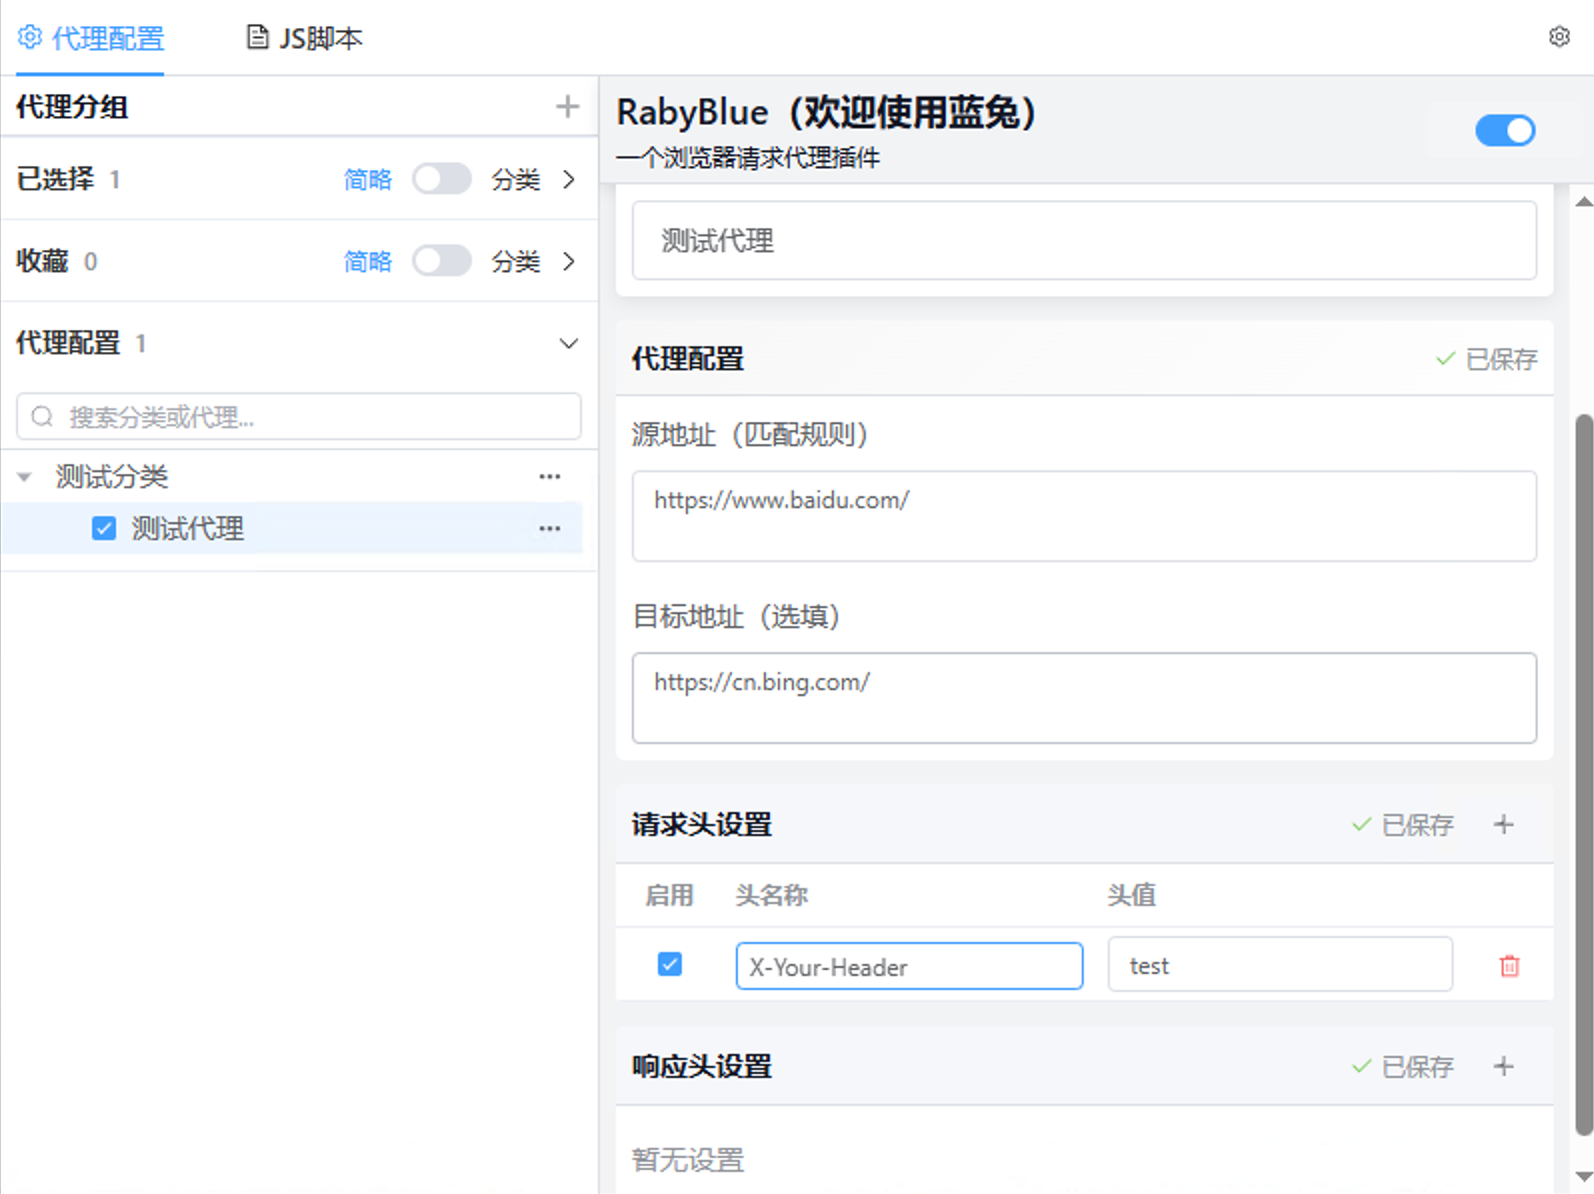 代理配置
JS脚本
代理分组
已选择 1 简略 分类
收藏 0 简略 分类
代理配置 1
搜索分类或代理...
测试分类
测试代理
RabyBlue（欢迎使用蓝兔）
一个浏览器请求代理插件
测试代理
代理配置 已保存
源地址（匹配规则）
https://www.baidu.com/
目标地址（选填）
https://cn.bing.com/
请求头设置 已保存
启用 头名称 头值
X-Your-Header test
响应头设置 已保存
暂无设置